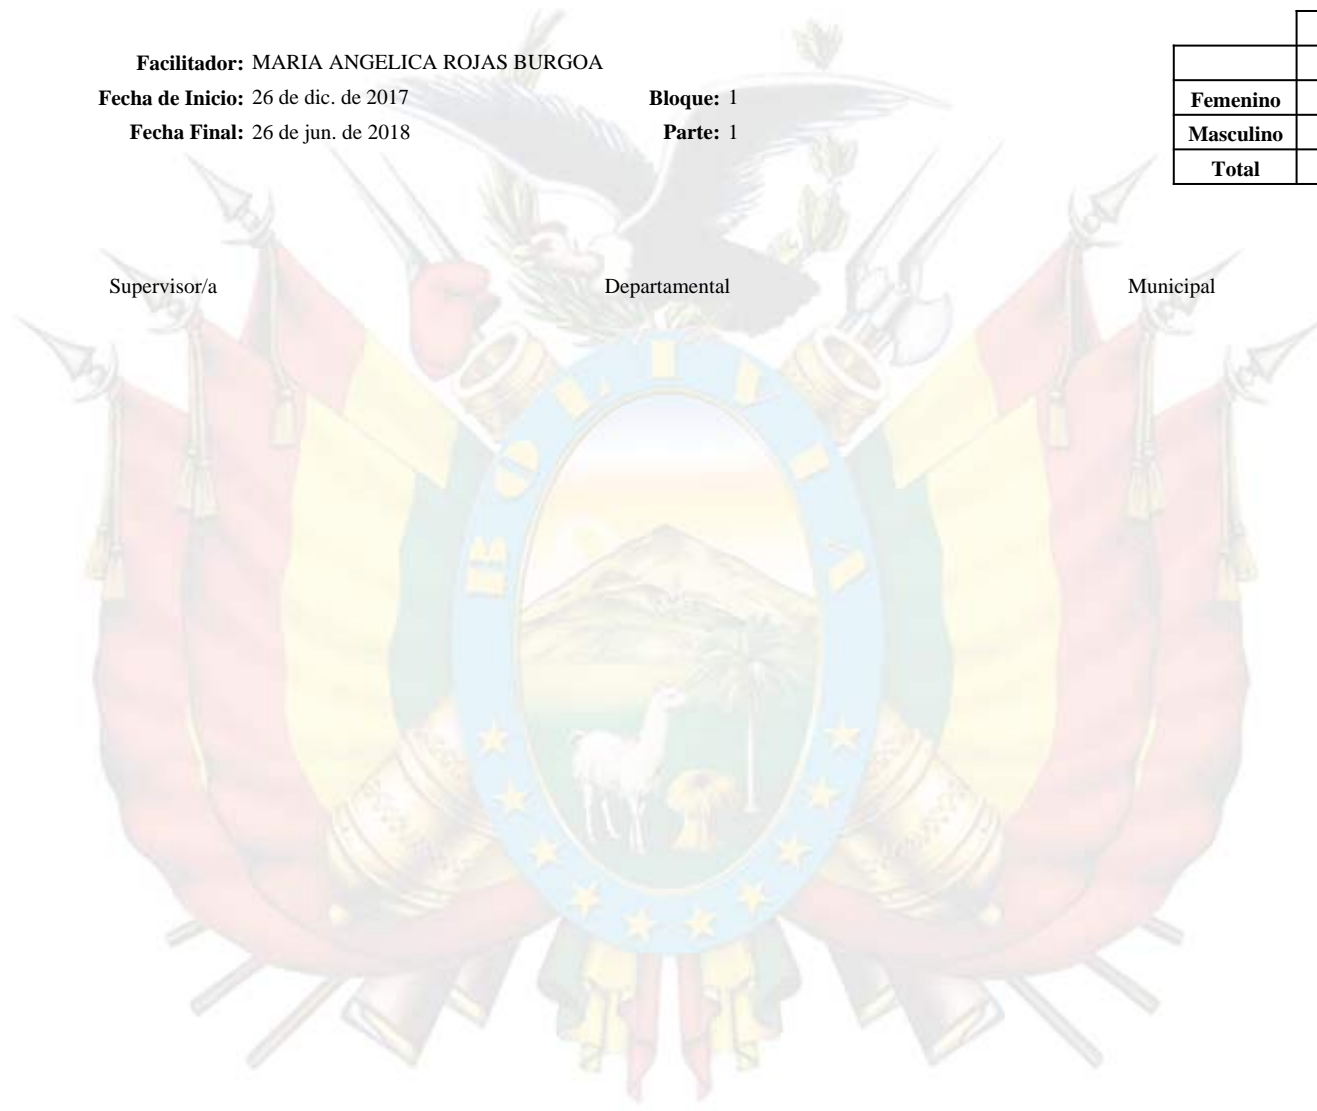 Facilitador: MARIA ANGELICA ROJAS BURGOA
Fecha de Inicio: 26 de dic. de 2017 Bloque: 1
Femenino
Fecha Final: 26 de jun. de 2018 Parte: 1
Masculino
Total
Supervisor/a Departamental Municipal
BOLIVIA